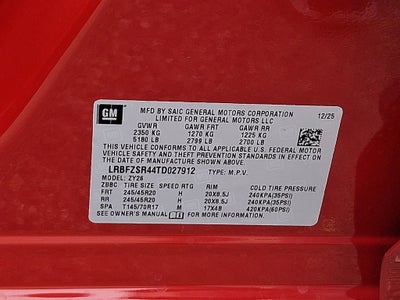 GM
MFD BY SAIC GENERAL MOTORS CORPORATION 12/25
LIMITED FOR GENERAL MOTORS LLC
GVWR GAWR FRT GAWR RR
2350 KG 1270 KG 1225 KG
5180 LB 2799 LB 2700 LB
THIS VEHICLE CONFORMS TO ALL APPLICABLE U.S. FEDERAL MOTOR
VEHICLE SAFETY, BUMPER, AND THEFT PREVENTION STANDARDS IN
EFFECT ON THE DATE OF MANUFACTURE SHOWN ABOVE.
LRBFZSR44TD027912 TYPE: M.P.V.
MODEL: ZY26
ZBBC TIRE SIZE SPEED RTG RIM COLD TIRE PRESSURE
FRT 245/45R20 H 20X8.5J 240KPA(35PSI)
RR 245/45R20 H 20X8.5J 240KPA(35PSI)
SPA T145/70R17 M 17X4B 420KPA(60PSI)
SEE OWNER'S MANUAL FOR MORE INFORMATION.